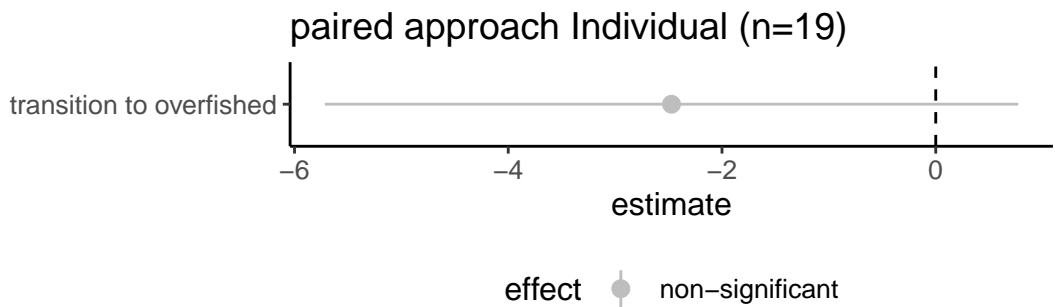 paired approach Individual (n=19)
transition to overfished
−6 −4 −2 0
estimate
effect non−significant